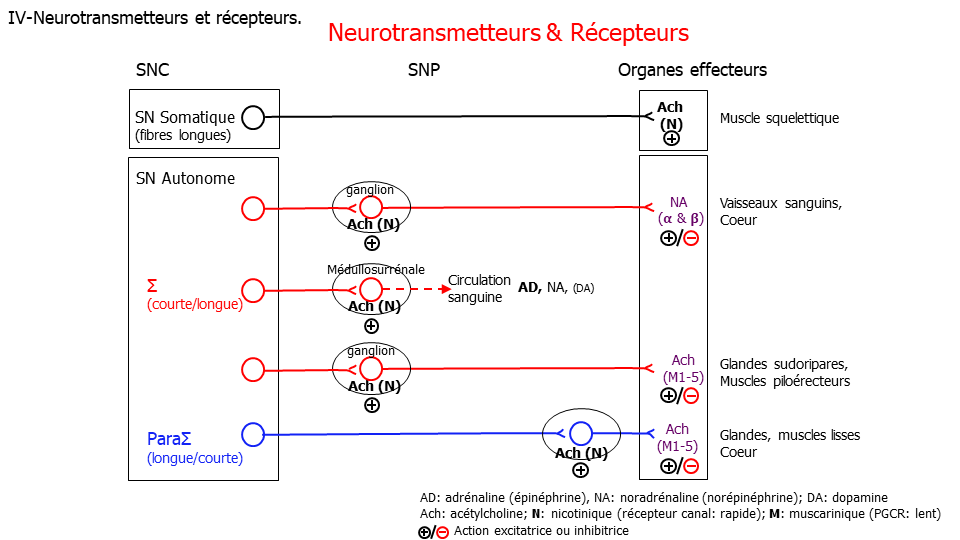 IV-Neurotransmetteurs et récepteurs.
Neurotransmetteurs & Récepteurs
SNC
SNP
Organes effecteurs
SN Somatique
(fibres longues)
Ach
(N)
Muscle squelettique
SN Autonome
ganglion
Ach (N)
NA
(α & β)
Vaisseaux sanguins,
Coeur
Σ
(courte/longue)
Médullosurrénale
Ach (N)
Circulation
sanguine
AD, NA, (DA)
ganglion
Ach (N)
Ach
(M1-5)
Glandes sudoripares,
Muscles piloérecteurs
ParaΣ
(longue/courte)
Ach (N)
Ach
(M1-5)
Glandes, muscles lisses
Coeur
AD: adrénaline (épinéphrine), NA: noradrénaline (norépinéphrine); DA: dopamine
Ach: acétylcholine; N: nicotinique (récepteur canal: rapide); M: muscarinique (PGCR: lent)
⊕/⊖ Action excitatrice ou inhibitrice